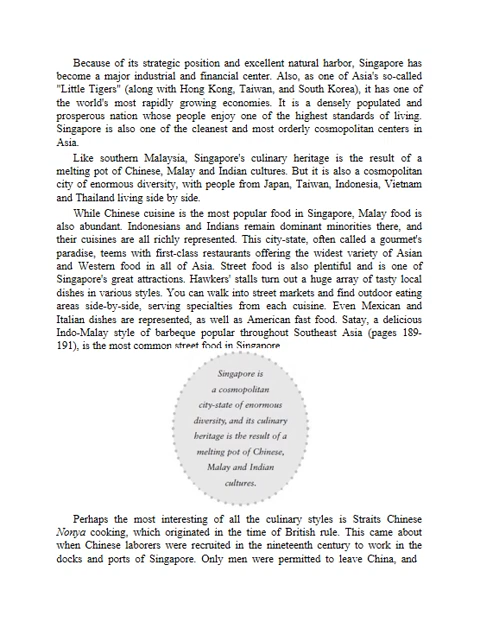 Because of its strategic position and excellent natural harbor, Singapore has
become a major industrial and financial center. Also, as one of Asia's so-called
"Little Tigers" (along with Hong Kong, Taiwan, and South Korea), it has one of
the world's most rapidly growing economies. It is a densely populated and
prosperous nation whose people enjoy one of the highest standards of living.
Singapore is also one of the cleanest and most orderly cosmopolitan centers in
Asia.
Like southern Malaysia, Singapore's culinary heritage is the result of a
melting pot of Chinese, Malay and Indian cultures. But it is also a cosmopolitan
city of enormous diversity, with people from Japan, Taiwan, Indonesia, Vietnam
and Thailand living side by side.
While Chinese cuisine is the most popular food in Singapore, Malay food is
also abundant. Indonesians and Indians remain dominant minorities there, and
their cuisines are all richly represented. This city-state, often called a gourmet's
paradise, teems with first-class restaurants offering the widest variety of Asian
and Western food in all of Asia. Street food is also plentiful and is one of
Singapore's great attractions. Hawkers' stalls turn out a huge array of tasty local
dishes in various styles. You can walk into street markets and find outdoor eating
areas side-by-side, serving specialties from each cuisine. Even Mexican and
Italian dishes are represented, as well as American fast food. Satay, a delicious
Indo-Malay style of barbeque popular throughout Southeast Asia (pages 189-
191), is the most common street food in Singapore
Singapore is
a cosmopolitan
city-state of enormous
diversity, and its culinary
heritage is the result of a
melting pot of Chinese,
Malay and Indian
cultures.
Perhaps the most interesting of all the culinary styles is Straits Chinese
Nonya cooking, which originated in the time of British rule. This came about
when Chinese laborers were recruited in the nineteenth century to work in the
docks and ports of Singapore. Only men were permitted to leave China, and